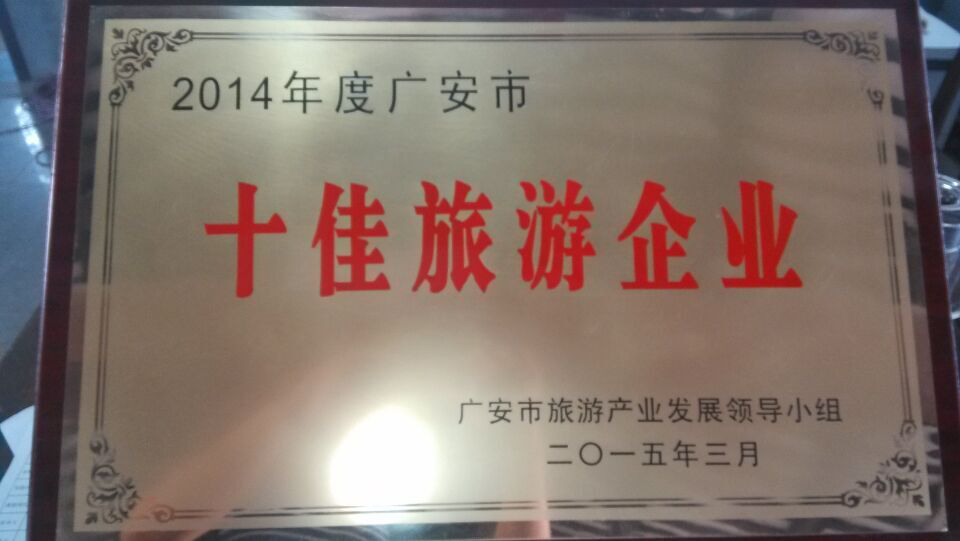 2014年度广安市
十佳旅游企业
广安市旅游产业发展领导小组
二〇一五年三月